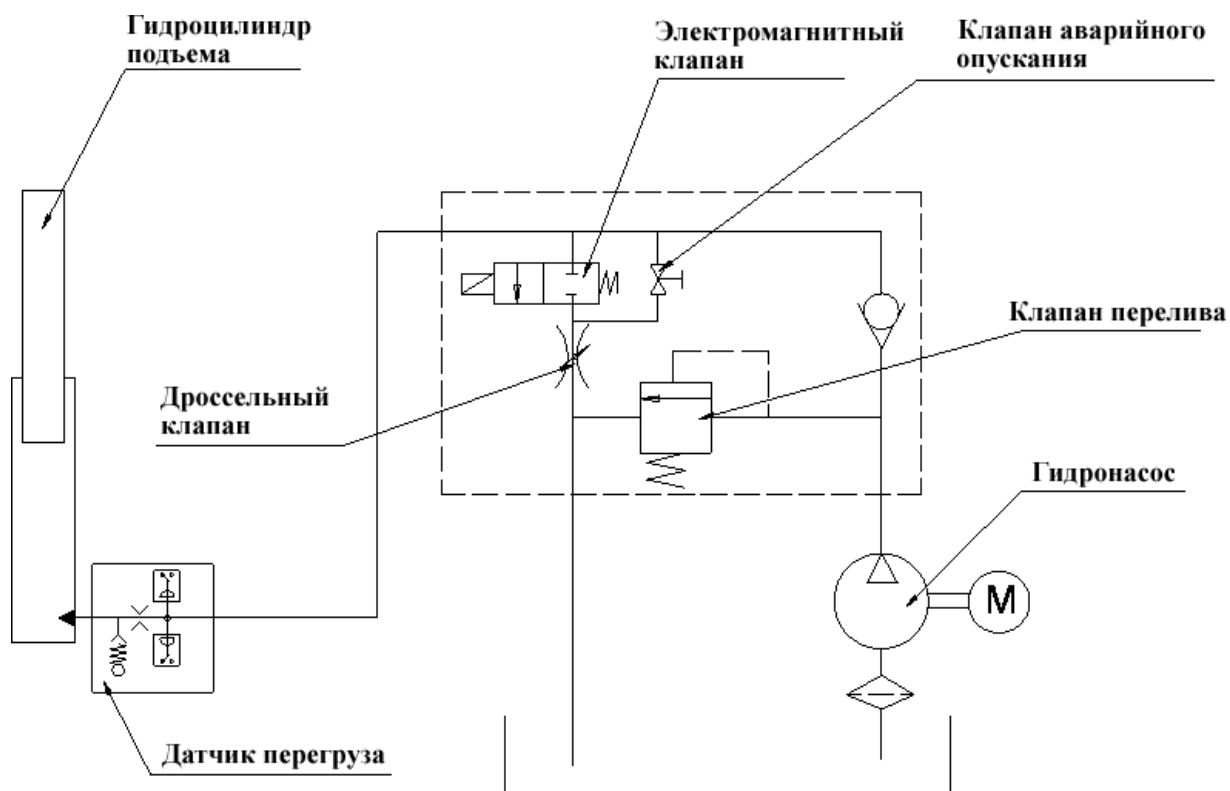 Гидроцилиндр
подъема
Электромагнитный
клапан
Клапан аварийного
опускания
Клапан перелива
Дроссельный
клапан
Гидронасос
M
Датчик перегруза